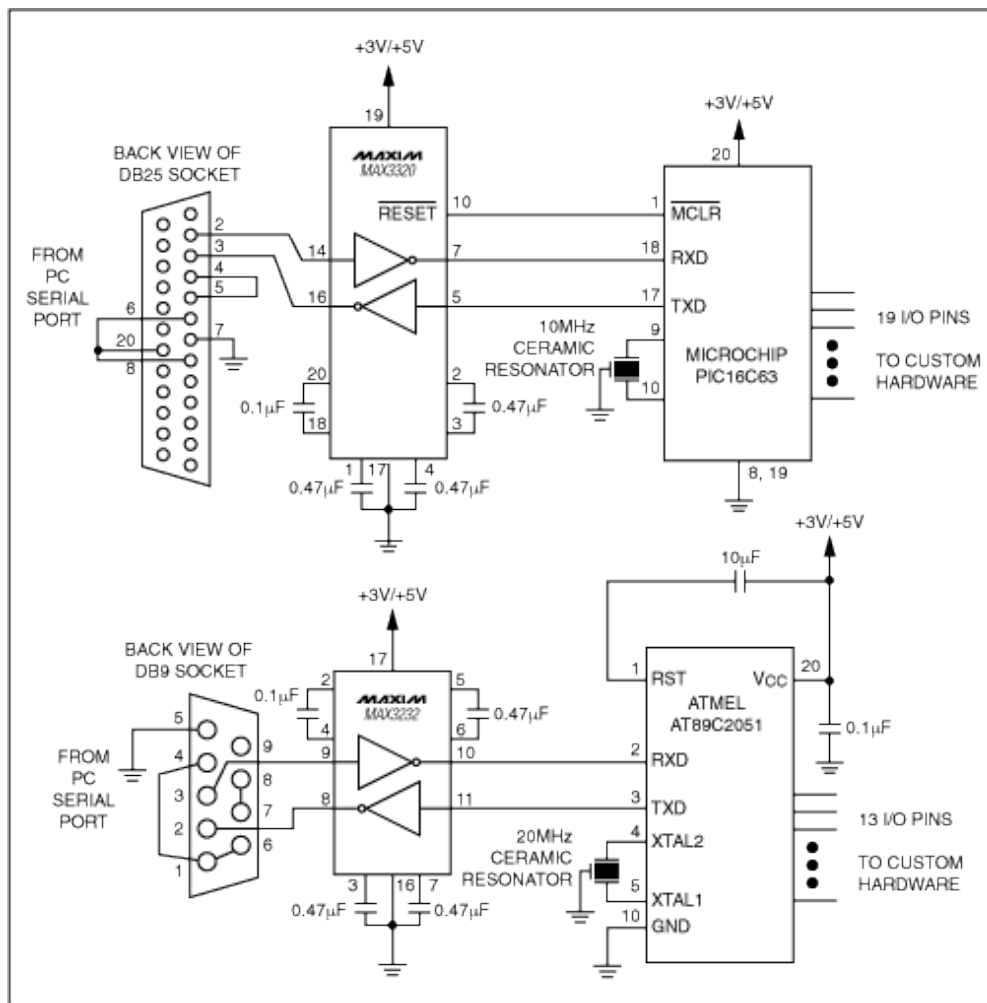 +3V/+5V
19
BACK VIEW OF
DB25 SOCKET
MAXIM
MAX3320
+3V/+5V
20
FROM
PC
SERIAL
PORT
2
3
4
5
6
7
20
8
RESET
10
14
7
16
5
20
0.1µF
18
2
0.47µF
3
1
17
4
0.47µF
0.47µF
1
MCLR
18
RXD
17
TXD
9
10MHz
CERAMIC
RESONATOR
10
MICROCHIP
PIC16C63
19 I/O PINS
TO CUSTOM
HARDWARE
8, 19
+3V/+5V
17
BACK VIEW OF
DB9 SOCKET
MAXIM
MAX3232
FROM
PC
SERIAL
PORT
5
4
3
2
1
9
8
7
6
2
0.1µF
4
5
0.47µF
6
9
10
8
11
3
16
7
0.47µF
0.47µF
+3V/+5V
10µF
1
RST
VCC
20
ATMEL
AT89C2051
0.1µF
2
RXD
3
TXD
4
XTAL2
20MHz
CERAMIC
RESONATOR
5
XTAL1
10
GND
13 I/O PINS
TO CUSTOM
HARDWARE